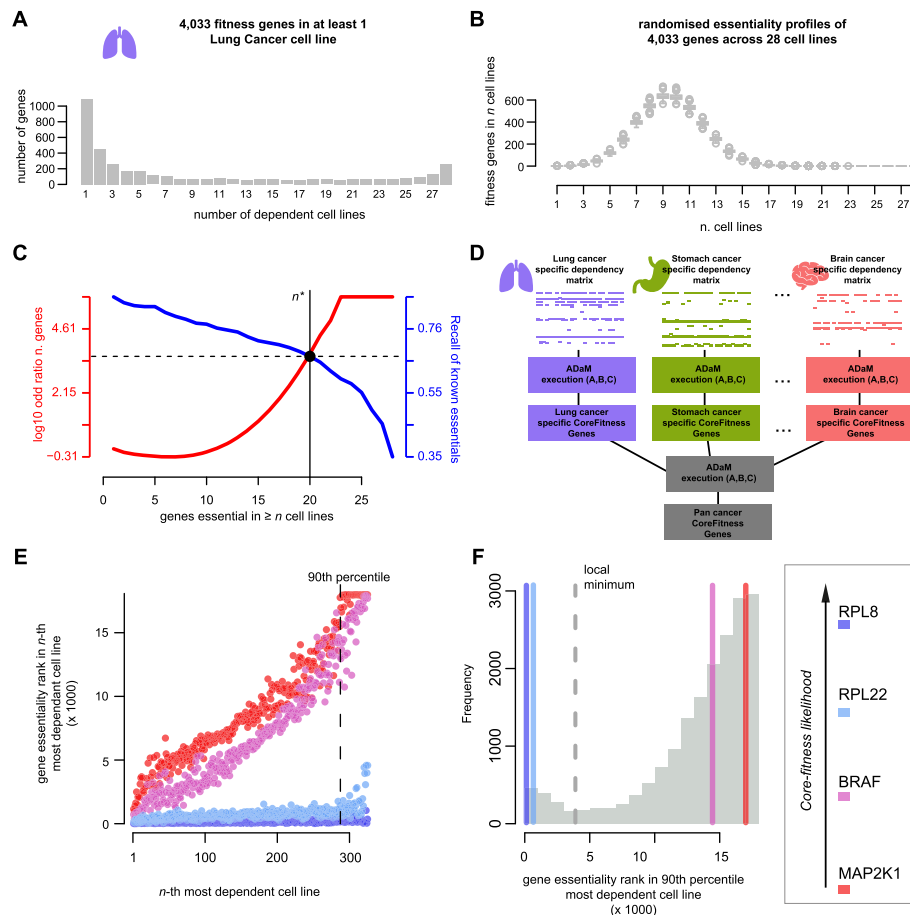 A
4,033 fitness genes in at least 1
Lung Cancer cell line
number of genes
1000
800
600
400
200
0
1 3 5 7 9 11 13 15 17 19 21 23 25 27
number of dependent cell lines
B
randomised essentiality profiles of
4,033 genes across 28 cell lines
fitness genes in n cell lines
600
400
200
0
1 3 5 7 9 11 13 15 17 19 21 23 25 27
n. cell lines
C
log10 odd ratio n. genes
4.61
2.15
−0.31
n*
0.76
0.55
0.35
Recall of known essentials
0 5 10 15 20 25
genes essential in ≥ n cell lines
D
Lung cancer
specific dependency
matrix
Stomach cancer
specific dependency
matrix
Brain cancer
specific dependency
matrix
...
ADaM
execution (A,B,C)
ADaM
execution (A,B,C)
...
ADaM
execution (A,B,C)
Lung cancer
specific CoreFitness
Genes
Stomach cancer
specific CoreFitness
Genes
...
Brain cancer
specific CoreFitness
Genes
ADaM
execution (A,B,C)
Pan cancer
CoreFitness
Genes
E
90th percentile
gene essentiality rank in n-th
most dependent cell line
(x 1000)
15
10
5
0
1 100 200 300
n-th most dependent cell line
F
local
minimum
Frequency
3000
2000
1000
0
0 5 10 15
gene essentiality rank in 90th percentile
most dependent cell line
(x 1000)
Core-fitness likelihood
RPL8
RPL22
BRAF
MAP2K1